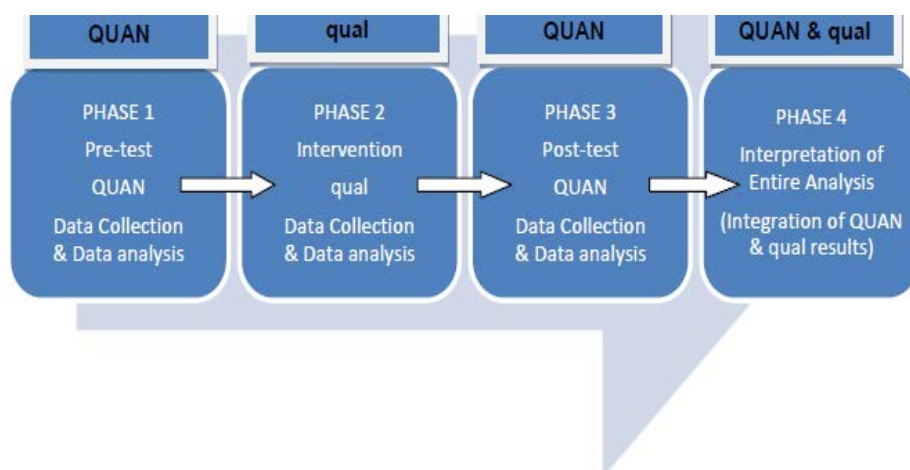 QUAN
qual
QUAN
QUAN & qual
PHASE 1
Pre-test
QUAN
Data Collection
& Data analysis
PHASE 2
Intervention
qual
Data Collection
& Data analysis
PHASE 3
Post-test
QUAN
Data Collection
& Data analysis
PHASE 4
Interpretation of
Entire Analysis
(Integration of QUAN
& qual results)